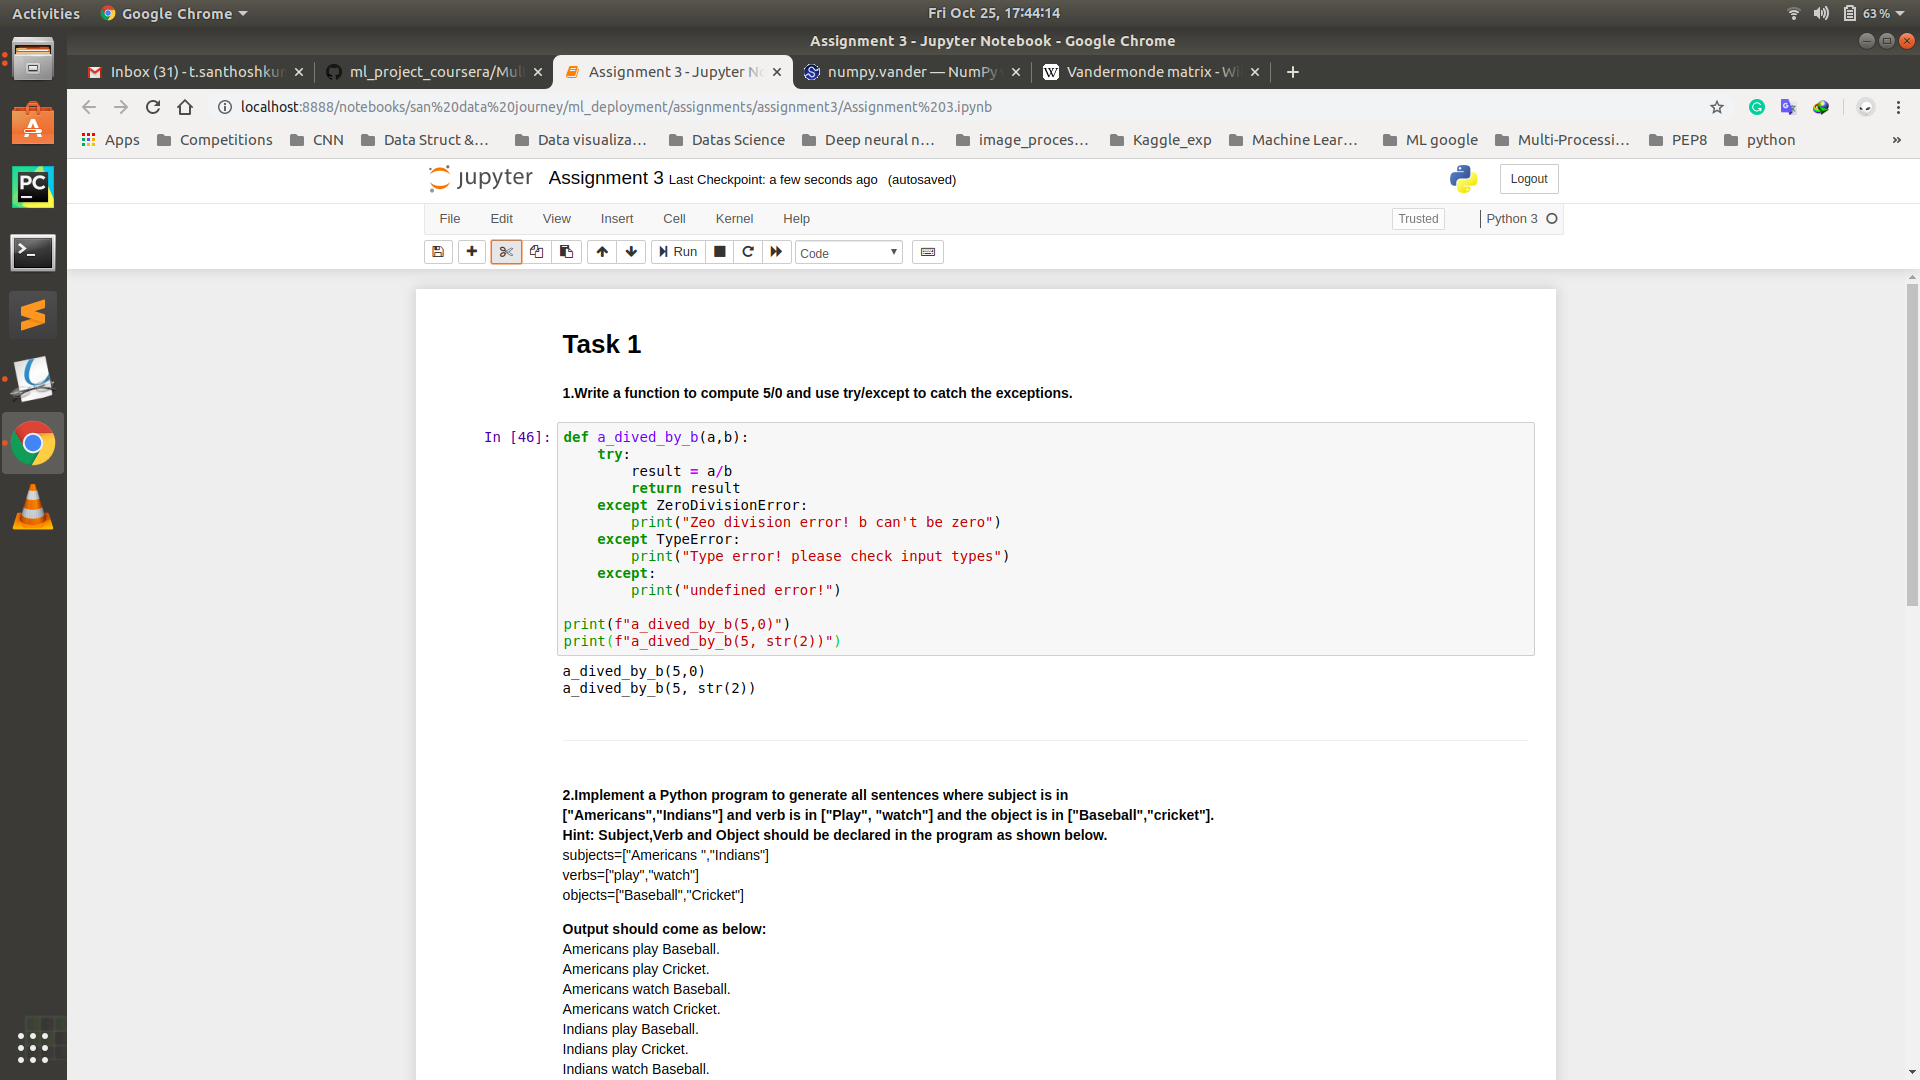 Activities
Google Chrome
Fri Oct 25, 17:44:14
63 %
Assignment 3 - Jupyter Notebook - Google Chrome
Inbox (31) - t.santhoshkur
ml_project_coursera/Mul
Assignment 3 - Jupyter No
numpy.vander — NumPy
Vandermonde matrix - Wi
localhost:8888/notebooks/san%20data%20journey/ml_deployment/assignments/assignment3/Assignment%203.ipynb
Apps
Competitions
CNN
Data Struct &...
Data visualiza...
Datas Science
Deep neural n...
image_proces...
Kaggle_exp
Machine Lear...
ML google
Multi-Processi...
PEP8
python
»
jupyter
Assignment 3 Last Checkpoint: a few seconds ago (autosaved)
Logout
File Edit View Insert Cell Kernel Help
Trusted
Python 3
Run
Code
Task 1
1.Write a function to compute 5/0 and use try/except to catch the exceptions.
In [46]:
def a_dived_by_b(a,b):
    try:
        result = a/b
        return result
    except ZeroDivisionError:
        print("Zeo division error! b can't be zero")
    except TypeError:
        print("Type error! please check input types")
    except:
        print("undefined error!")
print(f"a_dived_by_b(5,0)")
print(f"a_dived_by_b(5, str(2))")
a_dived_by_b(5,0)
a_dived_by_b(5, str(2))
2.Implement a Python program to generate all sentences where subject is in
["Americans","Indians"] and verb is in ["Play", "watch"] and the object is in ["Baseball","cricket"].
Hint: Subject,Verb and Object should be declared in the program as shown below.
subjects=["Americans ","Indians"]
verbs=["play","watch"]
objects=["Baseball","Cricket"]
Output should come as below:
Americans play Baseball.
Americans play Cricket.
Americans watch Baseball.
Americans watch Cricket.
Indians play Baseball.
Indians play Cricket.
Indians watch Baseball.